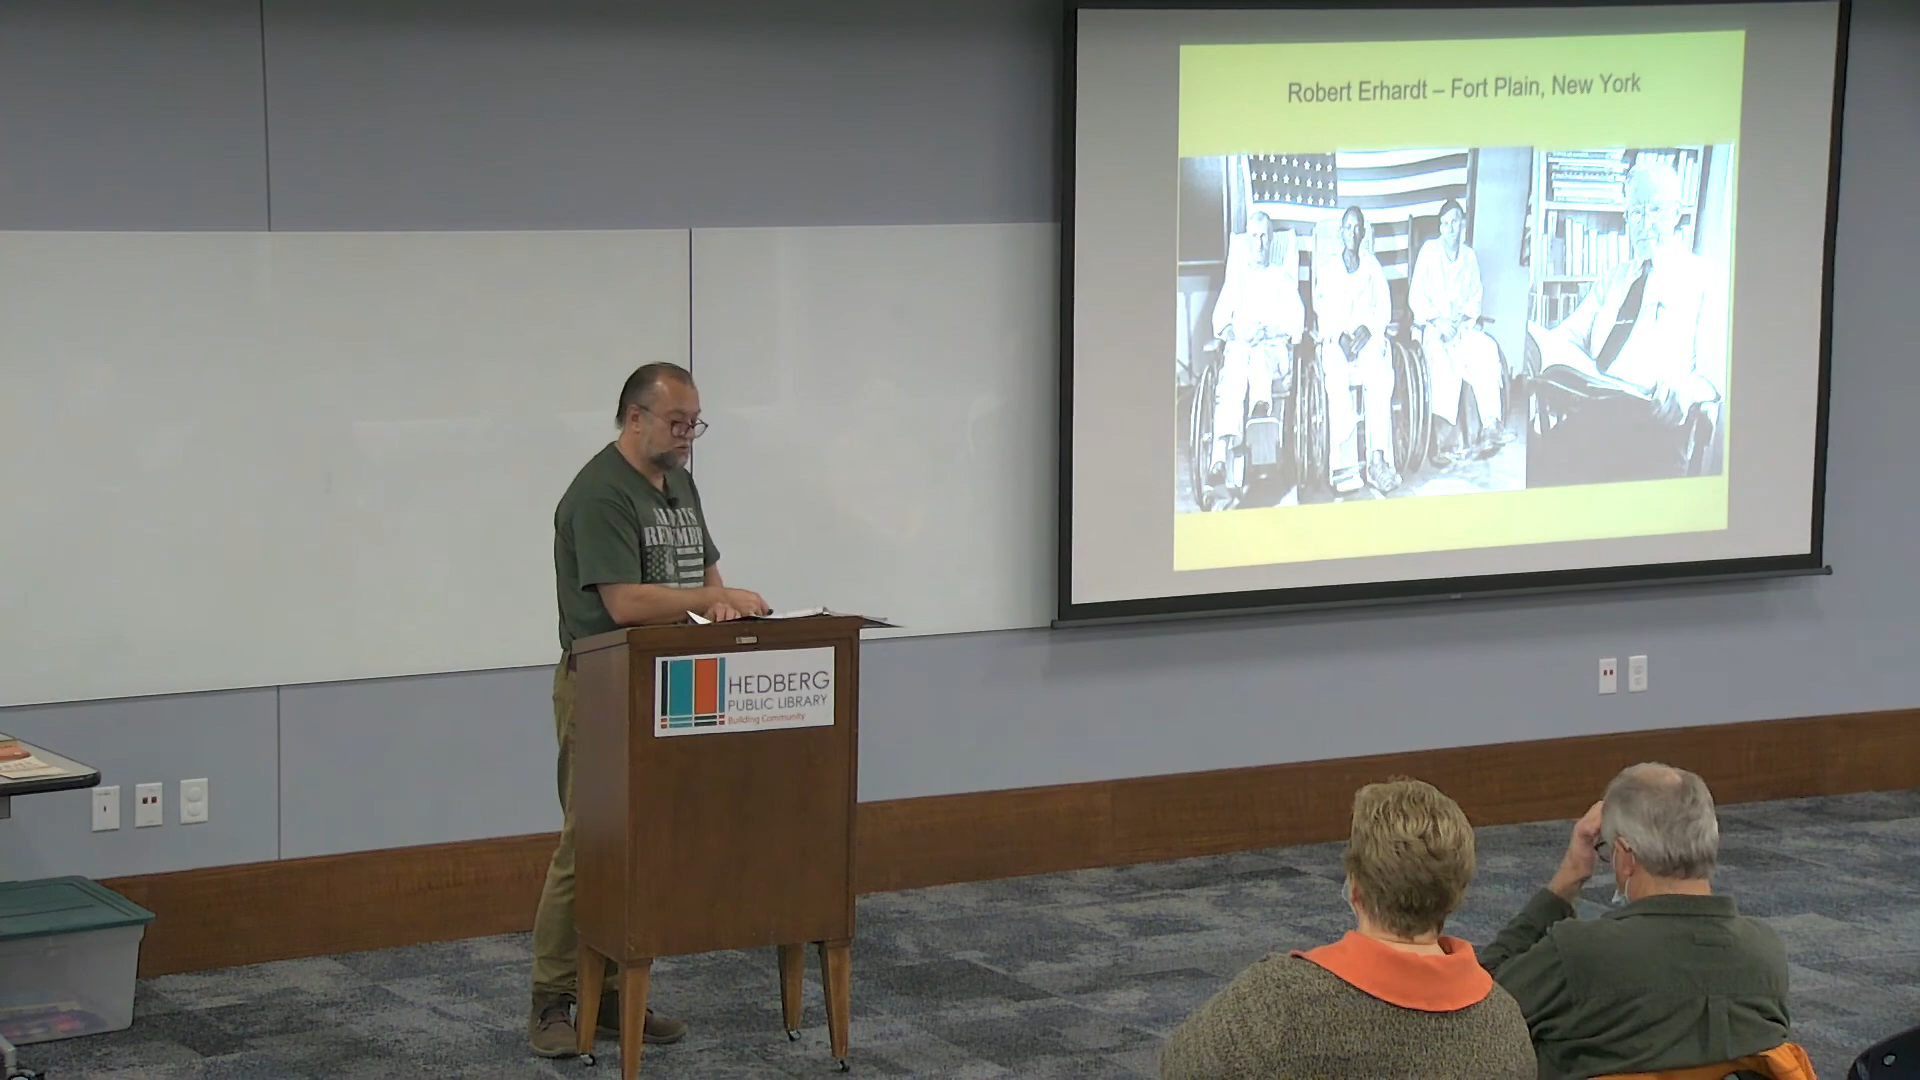 Robert Erhardt – Fort Plain, New York
HEDBERG
PUBLIC LIBRARY
Building Community